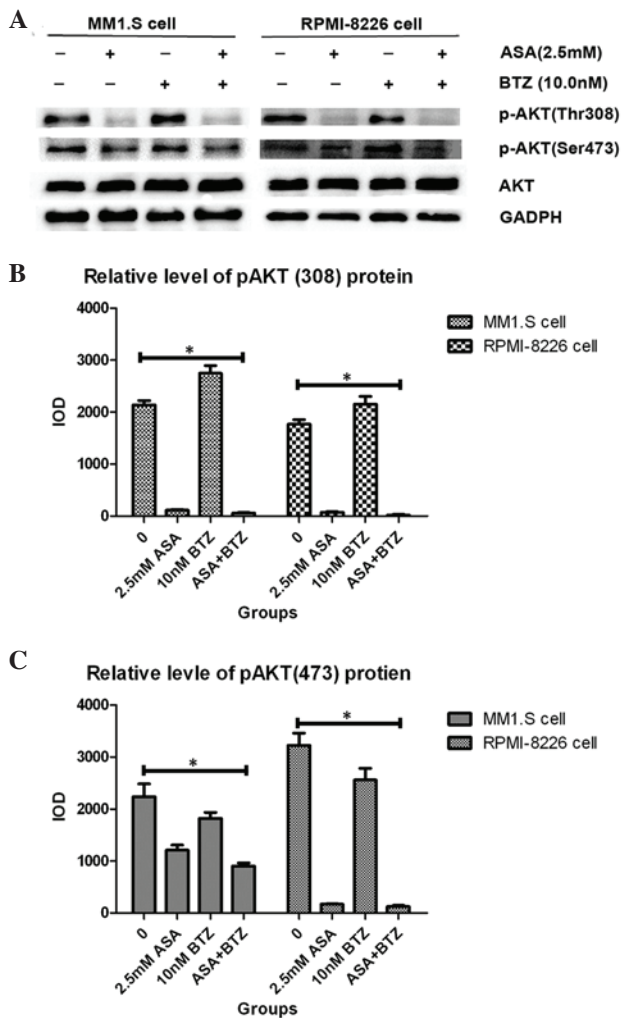 A
MM1.S cell RPMI-8226 cell
− + − + − + − + ASA(2.5mM)
− − + + − − + + BTZ (10.0nM)
p-AKT(Thr308)
p-AKT(Ser473)
AKT
GADPH
B
Relative level of pAKT (308) protein
4000
3000
2000
1000
0
IOD
* *
MM1.S cell
RPMI-8226 cell
0 2.5mM ASA 10nM BTZ ASA+BTZ 0 2.5mM ASA 10nM BTZ ASA+BTZ
Groups
C
Relative levle of pAKT(473) protien
4000
3000
2000
1000
0
IOD
* *
MM1.S cell
RPMI-8226 cell
0 2.5mM ASA 10nM BTZ ASA+BTZ 0 2.5mM ASA 10nM BTZ ASA+BTZ
Groups